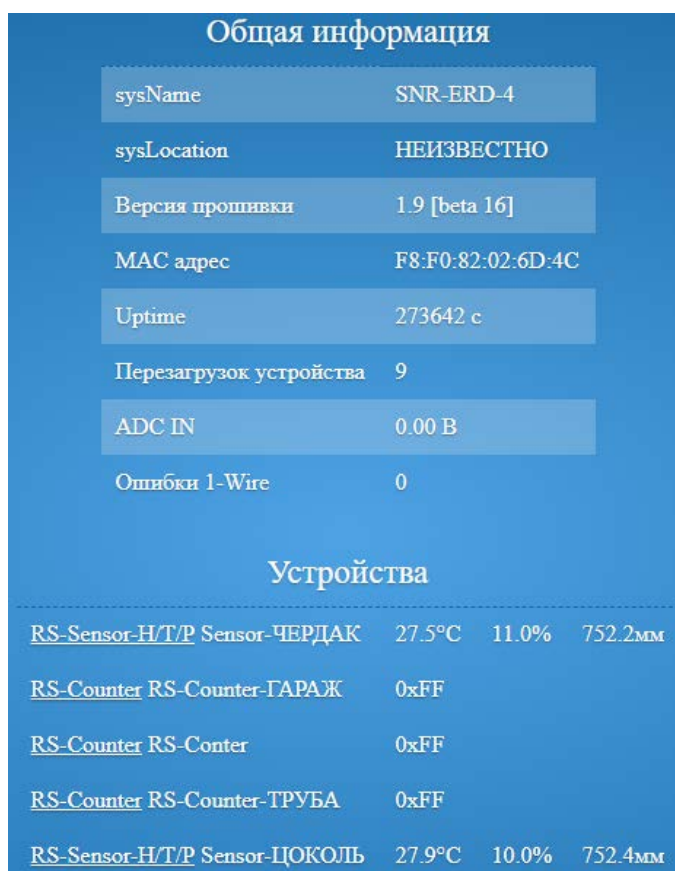 Общая информация
sysName SNR-ERD-4
sysLocation НЕИЗВЕСТНО
Версия прошивки 1.9 [beta 16]
MAC адрес F8:F0:82:02:6D:4C
Uptime 273642 с
Перезагрузок устройства 9
ADC IN 0.00 В
Ошибки 1-Wire 0
Устройства
RS-Sensor-H/T/P Sensor-ЧЕРДАК 27.5°C 11.0% 752.2мм
RS-Counter RS-Counter-ГАРАЖ 0xFF
RS-Counter RS-Conter 0xFF
RS-Counter RS-Counter-ТРУБА 0xFF
RS-Sensor-H/T/P Sensor-ЦОКОЛЬ 27.9°C 10.0% 752.4мм